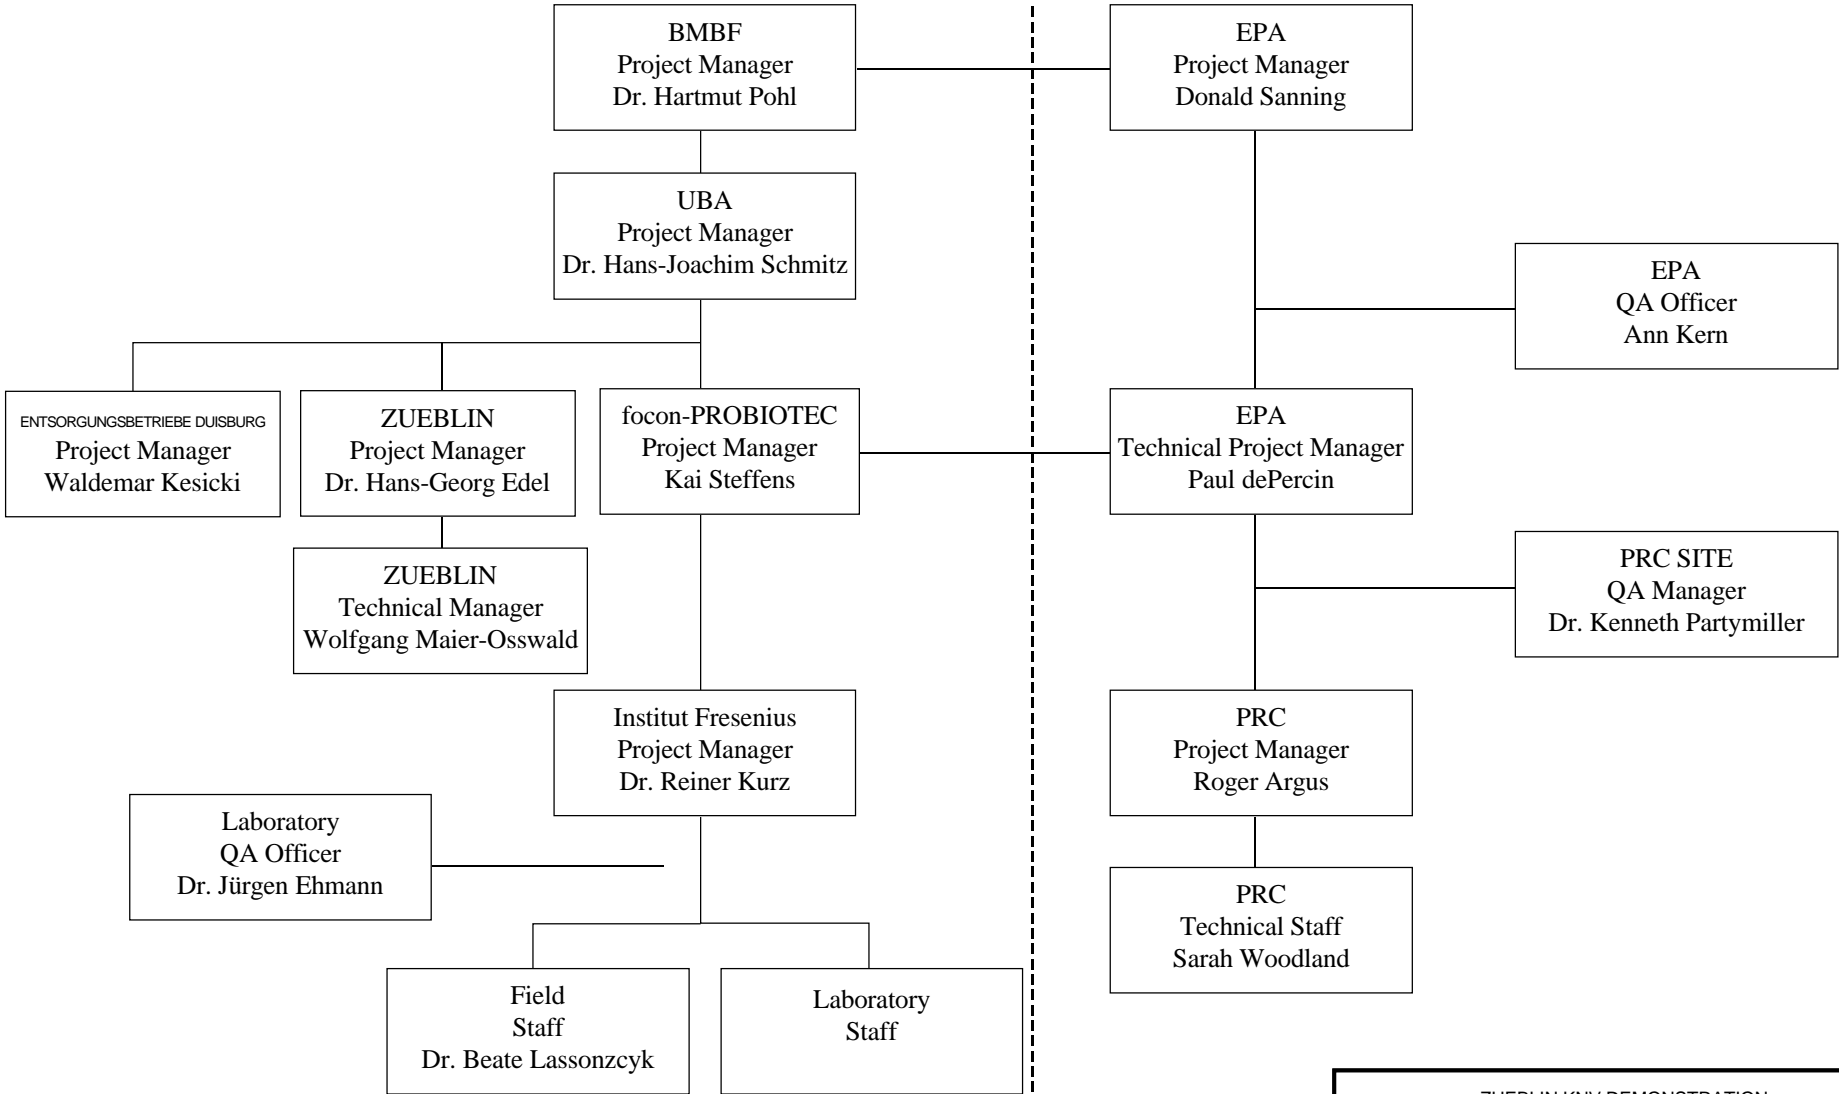 BMBF
Project Manager
Dr. Hartmut Pohl
EPA
Project Manager
Donald Sanning
UBA
Project Manager
Dr. Hans-Joachim Schmitz
EPA
QA Officer
Ann Kern
ENTSORGUNGSBETRIEBE DUISBURG
Project Manager
Waldemar Kesicki
ZUEBLIN
Project Manager
Dr. Hans-Georg Edel
focon-PROBIOTEC
Project Manager
Kai Steffens
EPA
Technical Project Manager
Paul dePercin
ZUEBLIN
Technical Manager
Wolfgang Maier-Osswald
PRC SITE
QA Manager
Dr. Kenneth Partymiller
Institut Fresenius
Project Manager
Dr. Reiner Kurz
PRC
Project Manager
Roger Argus
Laboratory
QA Officer
Dr. Jürgen Ehmann
PRC
Technical Staff
Sarah Woodland
Field
Staff
Dr. Beate Lassonzcyk
Laboratory
Staff
ZUEBLIN KNV DEMONSTRATION